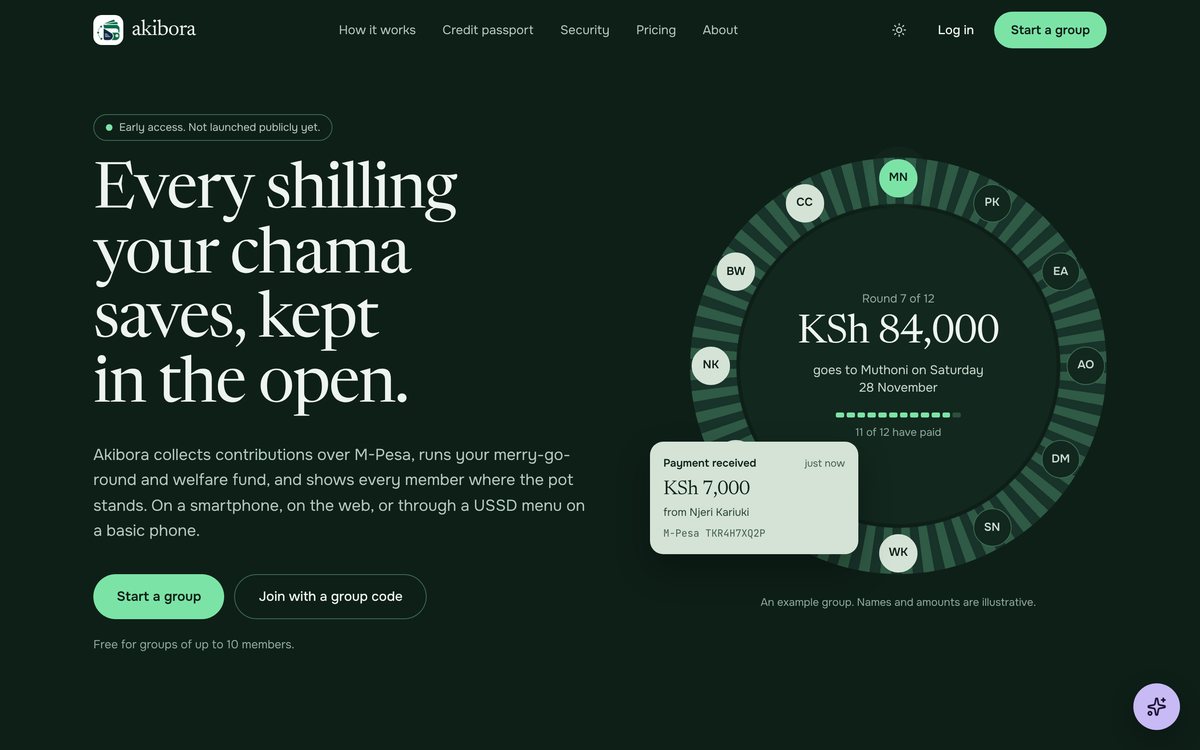 akibora
How it works
Credit passport
Security
Pricing
About
Log in
Start a group
Early access. Not launched publicly yet.
Every shilling
your chama
saves, kept
in the open.
Akibora collects contributions over M-Pesa, runs your merry-go-
round and welfare fund, and shows every member where the pot
stands. On a smartphone, on the web, or through a USSD menu on
a basic phone.
Start a group
Join with a group code
Free for groups of up to 10 members.
MN
PK
EA
AO
DM
SN
WK
NK
BW
CC
Round 7 of 12
KSh 84,000
goes to Muthoni on Saturday
28 November
11 of 12 have paid
Payment received
just now
KSh 7,000
from Njeri Kariuki
M-Pesa TKR4H7XQ2P
An example group. Names and amounts are illustrative.